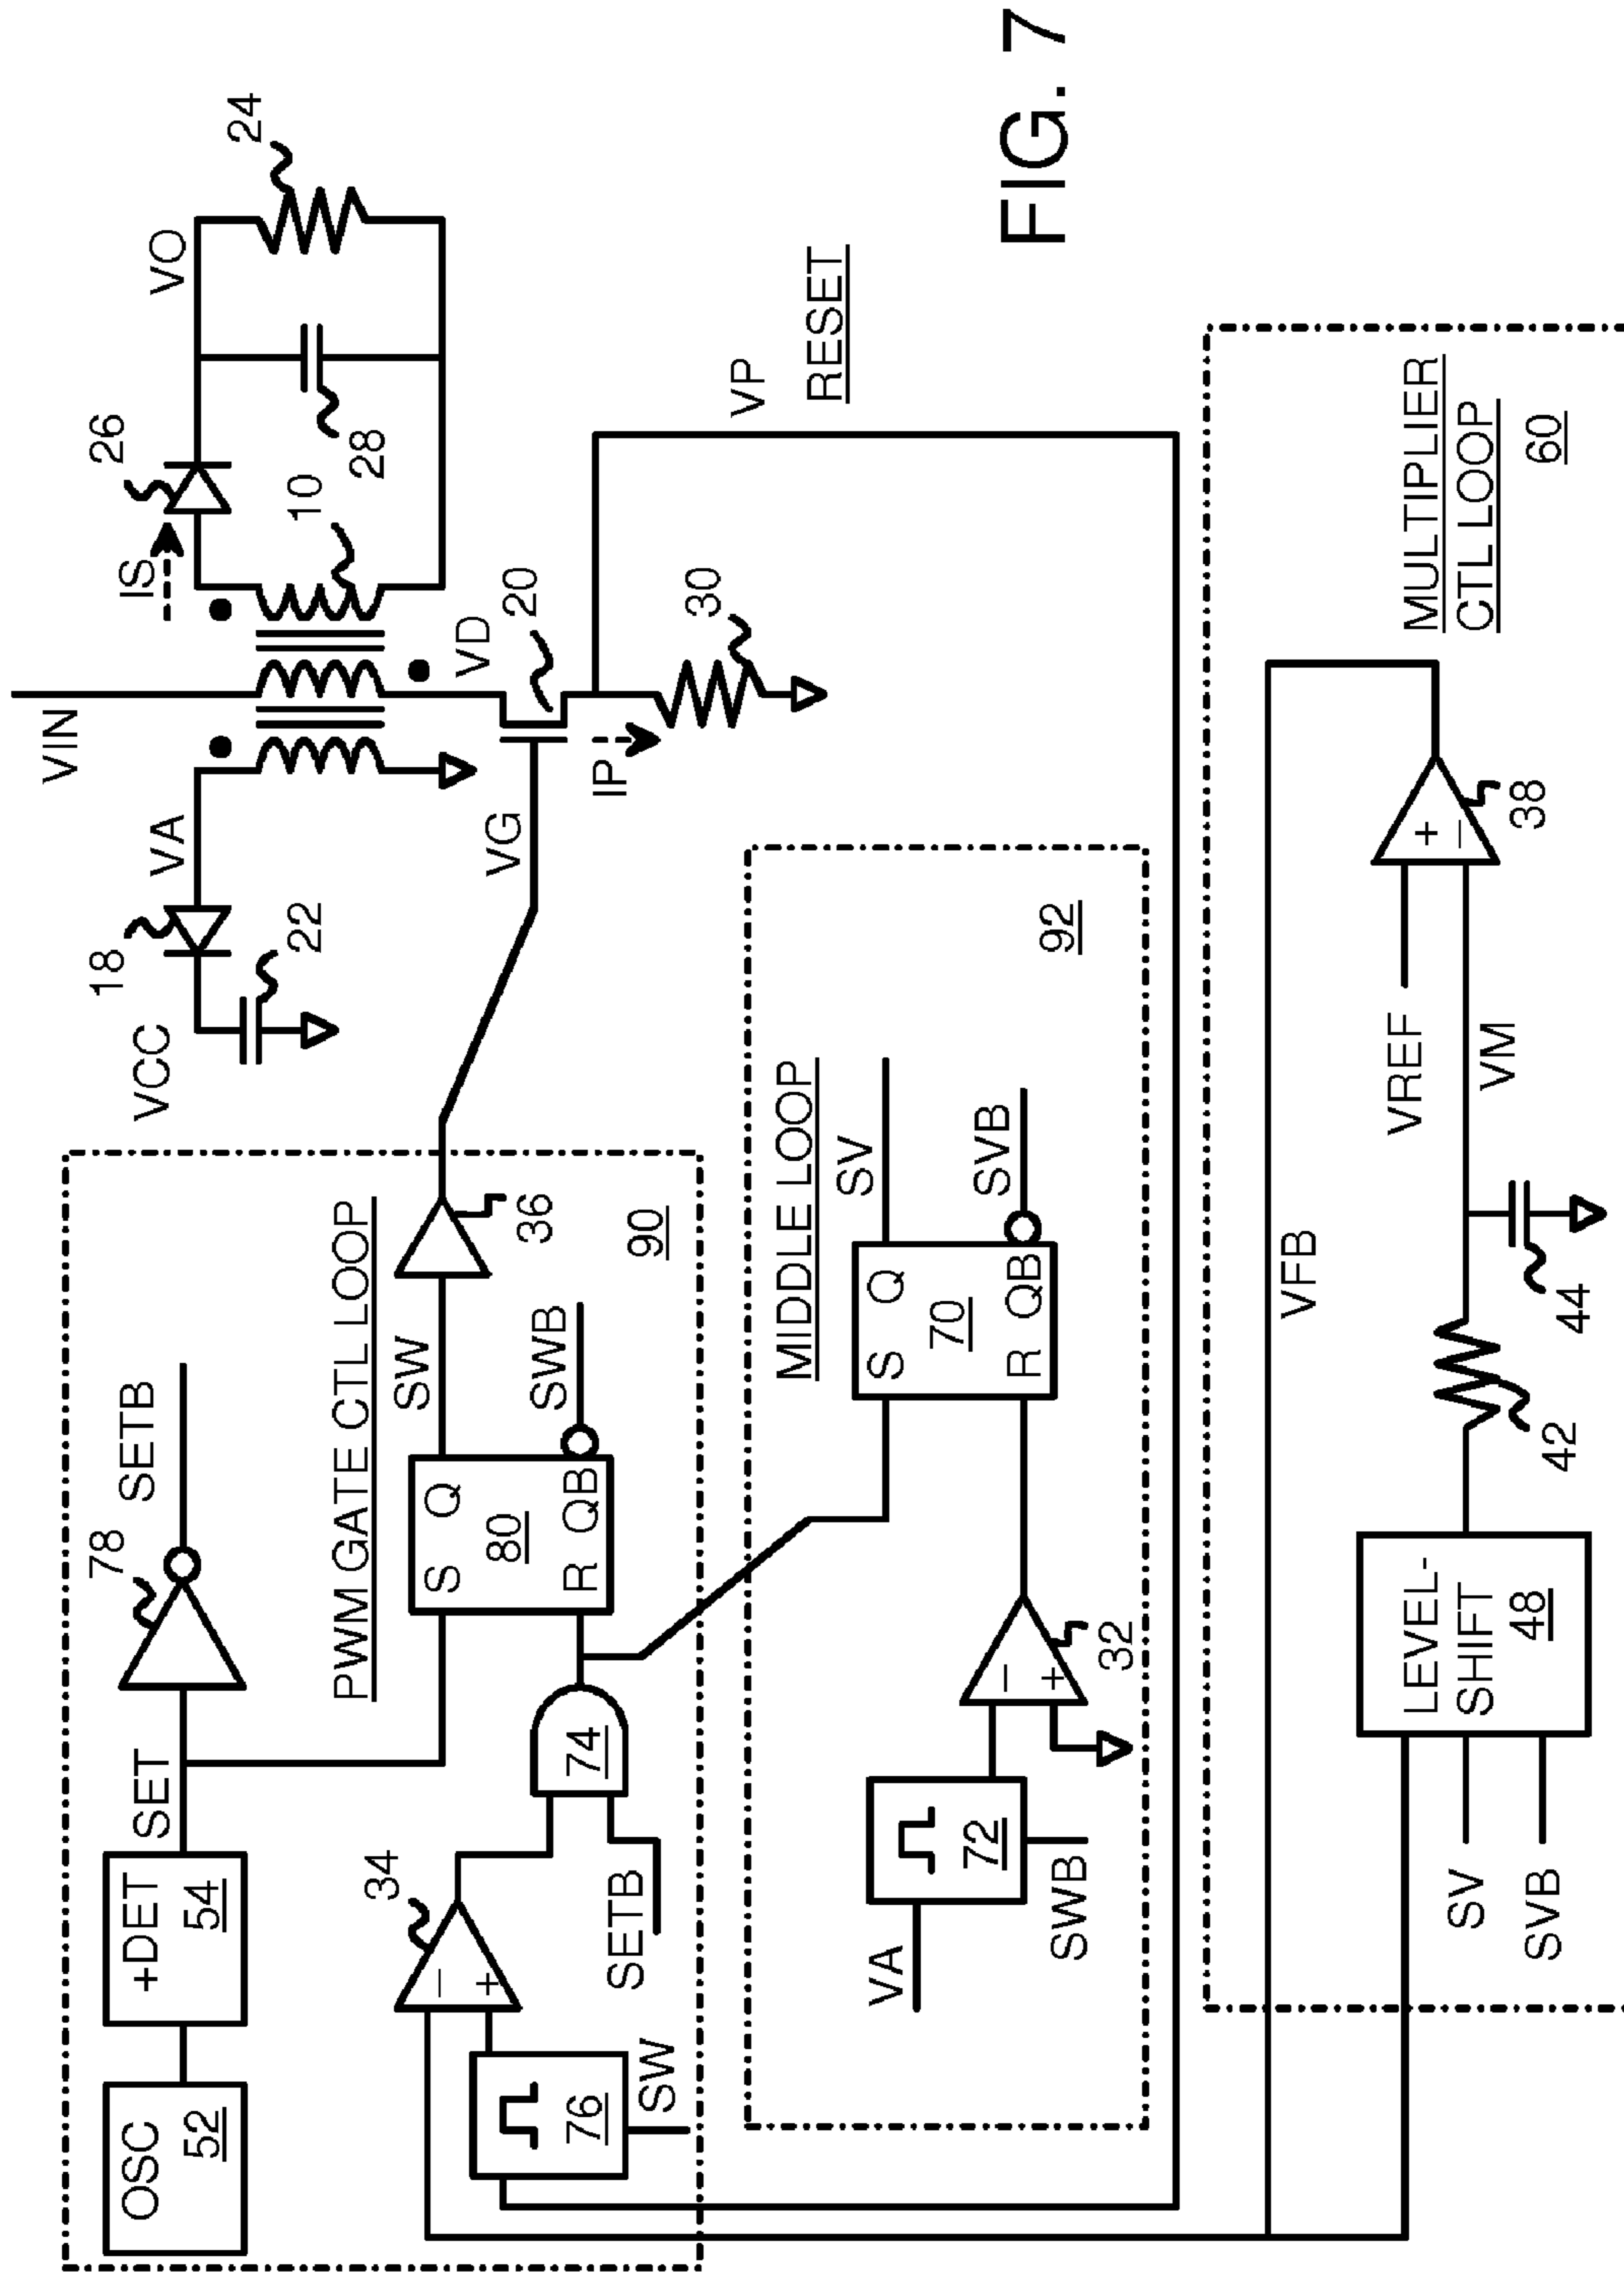 VIN
VCC
18
22
VA
VD
VG
IP
20
30
IS
26
10
28
VO
24
VP
RESET
FIG. 7
OSC
52
+DET
54
SET
78
SETB
PWM GATE CTL LOOP
76
SW
34
−
+
SETB
74
S Q
80
R QB
SW
SWB
36
90
MIDDLE LOOP
VA
72
SWB
−
+
32
S Q
70
R QB
SV
SVB
92
VFB
SV
SVB
LEVEL-
SHIFT
48
42
44
VREF
VM
+
−
38
MULTIPLIER
CTL LOOP
60